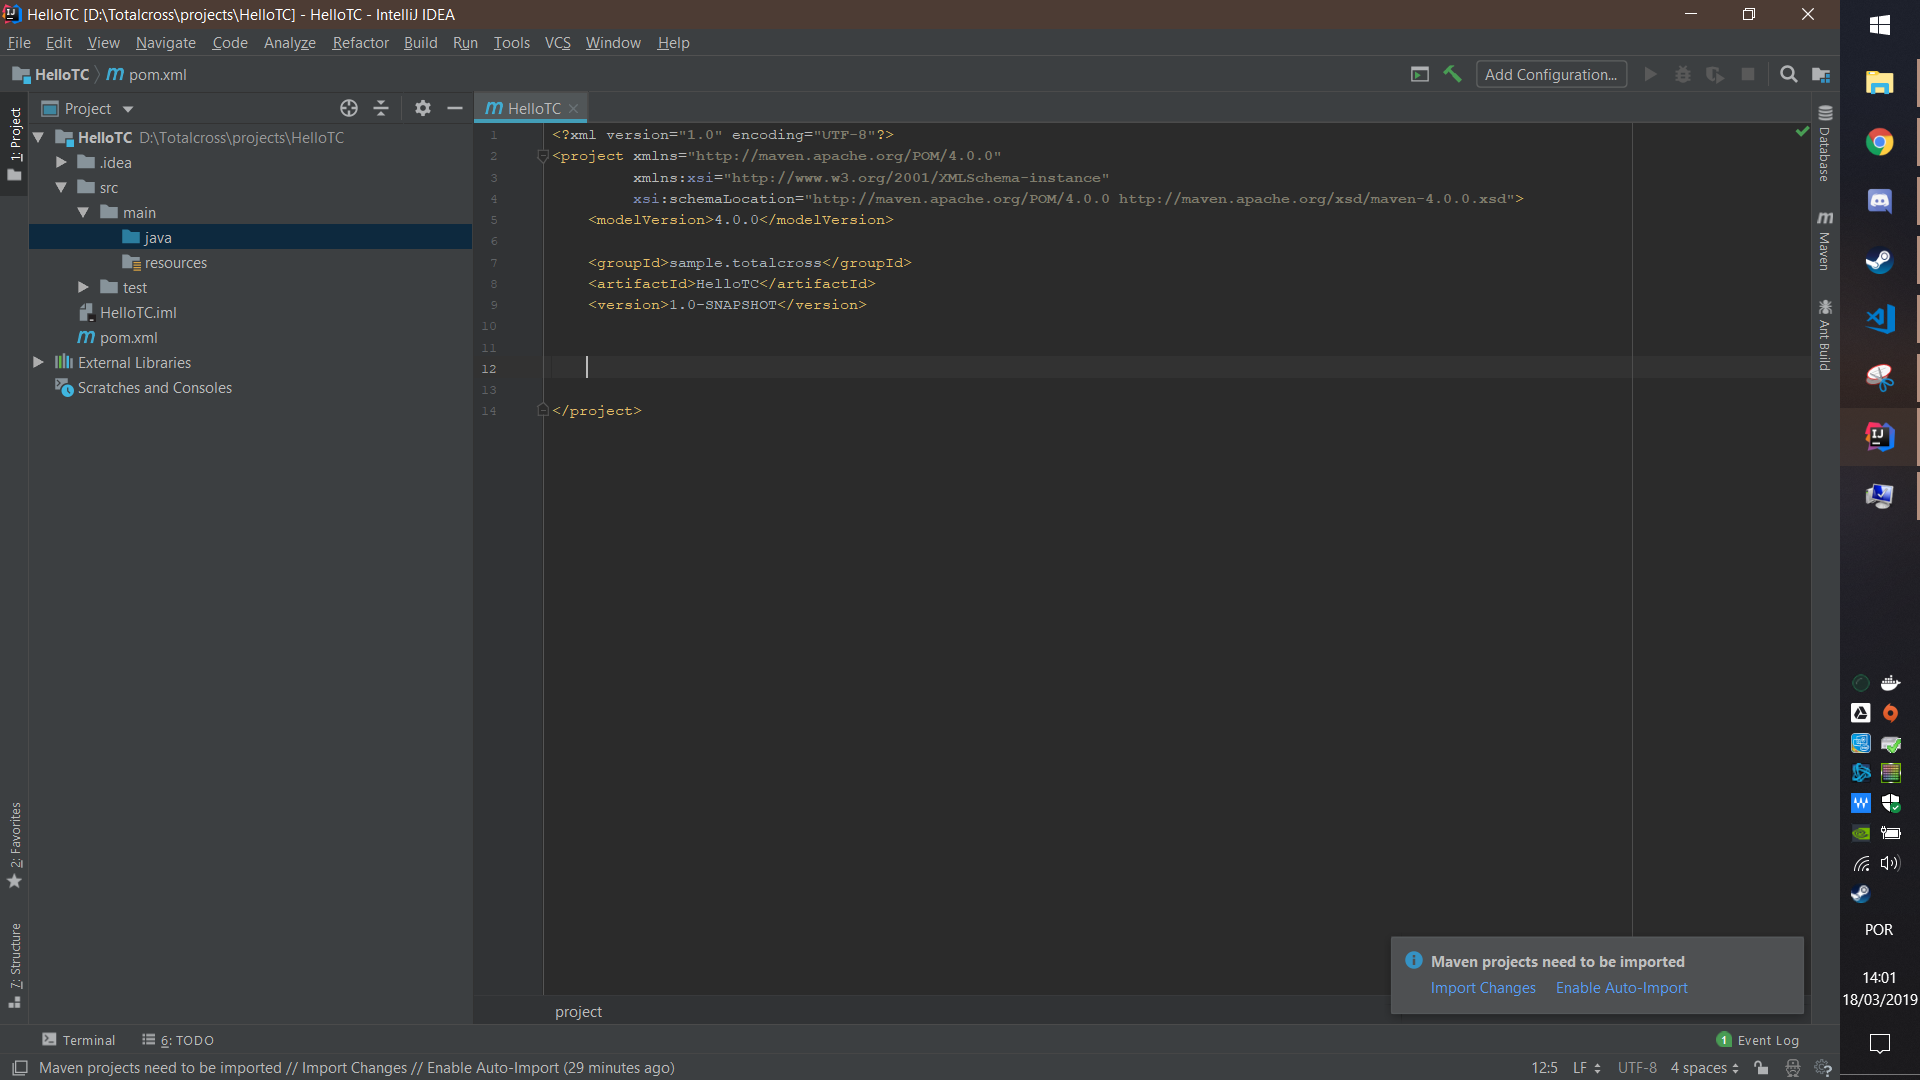 HelloTC [D:\Totalcross\projects\HelloTC] - HelloTC - IntelliJ IDEA
File Edit View Navigate Code Analyze Refactor Build Run Tools VCS Window Help
HelloTC pom.xml
Add Configuration...
1: Project
Project
HelloTC D:\Totalcross\projects\HelloTC
.idea
src
main
java
resources
test
HelloTC.iml
pom.xml
External Libraries
Scratches and Consoles
2: Favorites
7: Structure
HelloTC
1 <?xml version="1.0" encoding="UTF-8"?>
2 <project xmlns="http://maven.apache.org/POM/4.0.0"
3 xmlns:xsi="http://www.w3.org/2001/XMLSchema-instance"
4 xsi:schemaLocation="http://maven.apache.org/POM/4.0.0 http://maven.apache.org/xsd/maven-4.0.0.xsd">
5 <modelVersion>4.0.0</modelVersion>
6
7 <groupId>sample.totalcross</groupId>
8 <artifactId>HelloTC</artifactId>
9 <version>1.0-SNAPSHOT</version>
10
11
12
13
14 </project>
project
Database
Maven
Ant Build
Maven projects need to be imported
Import Changes Enable Auto-Import
Terminal 6: TODO
1 Event Log
Maven projects need to be imported // Import Changes // Enable Auto-Import (29 minutes ago)
12:5 LF UTF-8 4 spaces
POR
14:01
18/03/2019